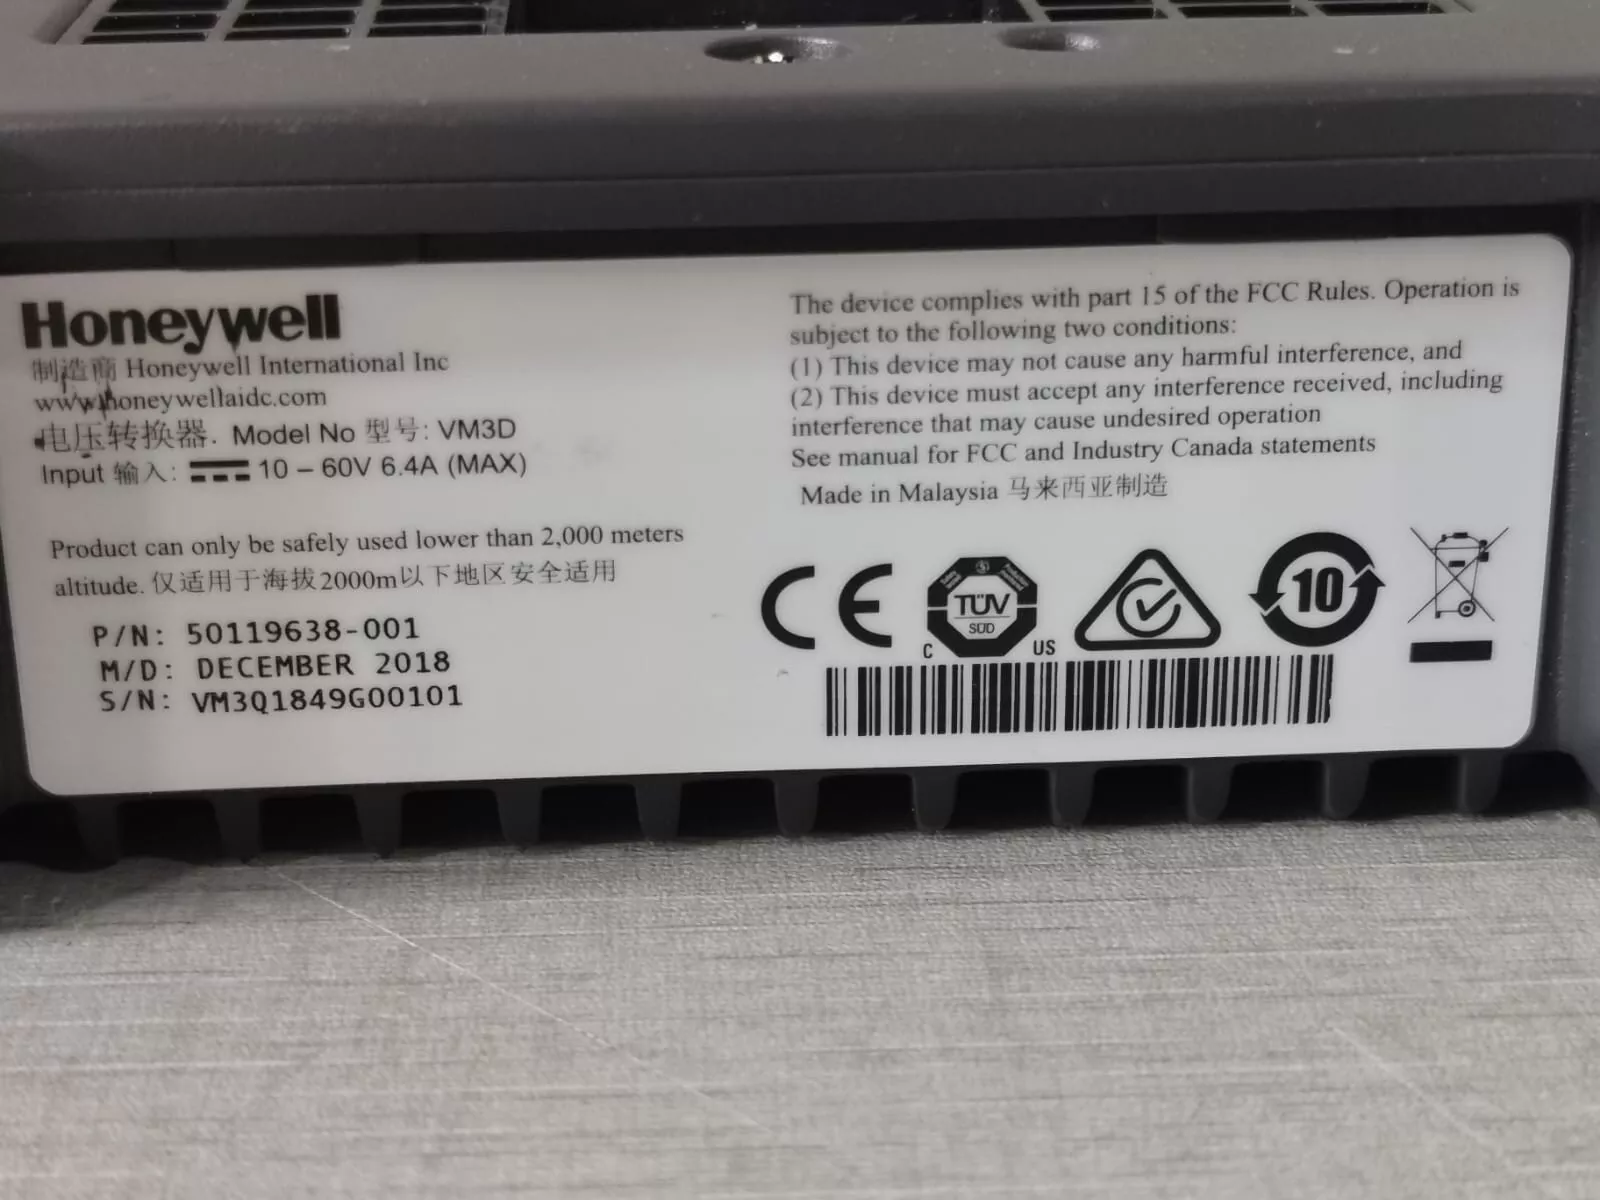 Honeywell
制造商 Honeywell International Inc
www.honeywellaidc.com
电压转换器. Model No 型号: VM3D
Input 输入: 10 – 60V 6.4A (MAX)
Product can only be safely used lower than 2,000 meters
altitude. 仅适用于海拔2000m以下地区安全适用
P/N: 50119638-001
M/D: DECEMBER 2018
S/N: VM3Q1849G00101
The device complies with part 15 of the FCC Rules. Operation is
subject to the following two conditions:
(1) This device may not cause any harmful interference, and
(2) This device must accept any interference received, including
interference that may cause undesired operation
See manual for FCC and Industry Canada statements
Made in Malaysia 马来西亚制造
CE
TÜV
SÜD
C US
10